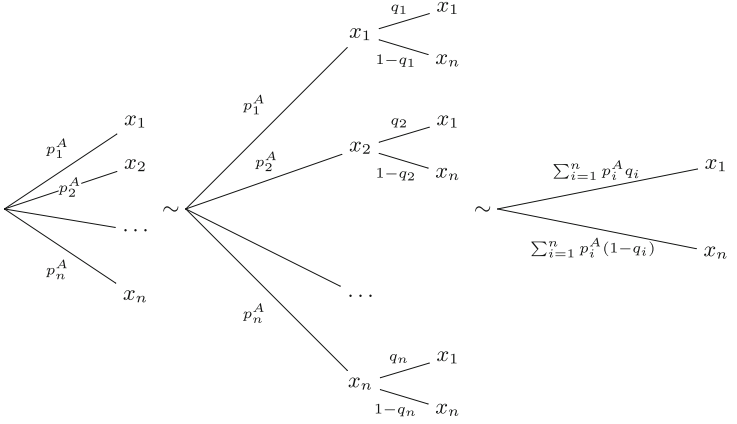 x_1
p_1^A
x_2
p_2^A
...
p_n^A
x_n
∼
x_1
q_1
x_1
1−q_1
x_n
p_1^A
x_2
q_2
x_1
1−q_2
x_n
p_2^A
...
p_n^A
x_n
q_n
x_1
1−q_n
x_n
∼
∑_{i=1}^n p_i^A q_i
x_1
∑_{i=1}^n p_i^A(1−q_i)
x_n